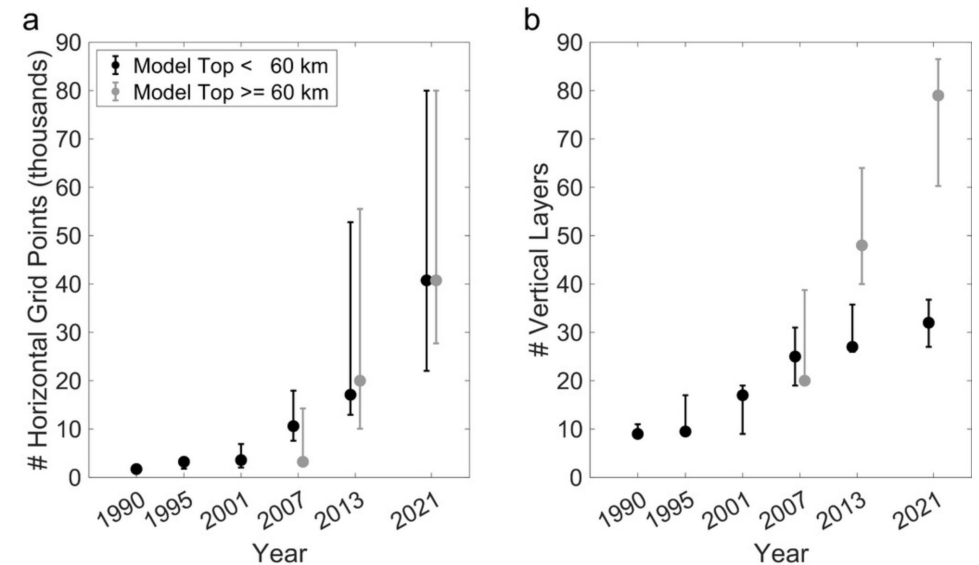 a
# Horizontal Grid Points (thousands)
90
80
70
60
50
40
30
20
10
0
Model Top < 60 km
Model Top >= 60 km
1990 1995 2001 2007 2013 2021
Year
b
# Vertical Layers
90
80
70
60
50
40
30
20
10
0
1990 1995 2001 2007 2013 2021
Year